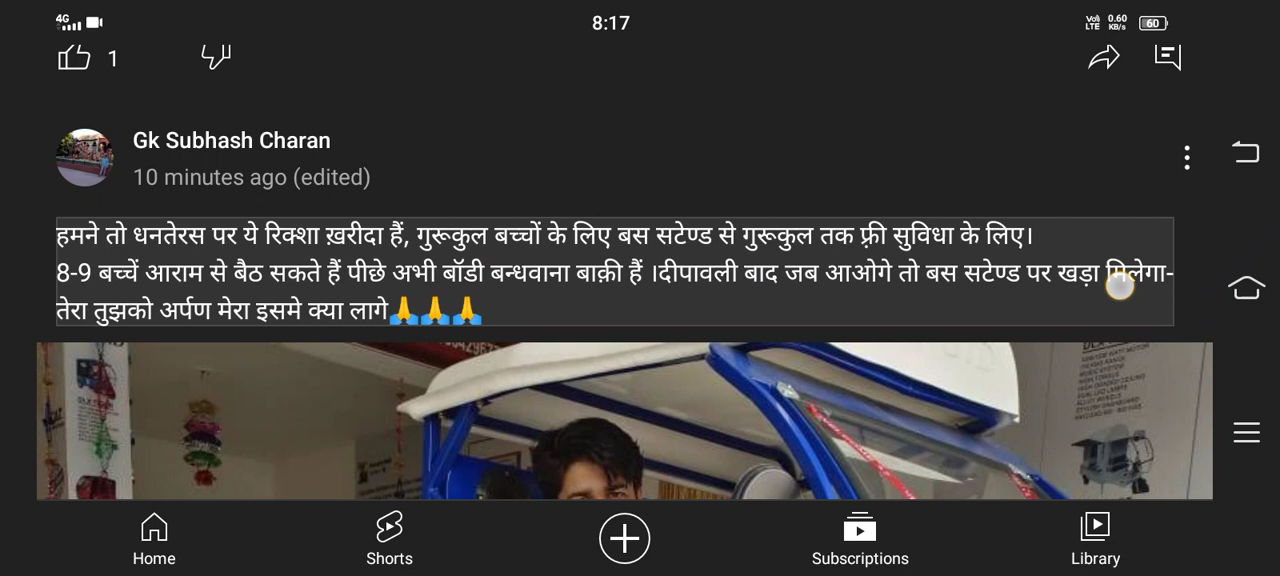 4G 8:17 Vo) LTE 0.60 KB/s 60
1
Gk Subhash Charan
10 minutes ago (edited)
हमने तो धनतेरस पर ये रिक्शा ख़रीदा हैं, गुरूकुल बच्चों के लिए बस सटेण्ड से गुरूकुल तक फ़्री सुविधा के लिए।
8-9 बच्चें आराम से बैठ सकते हैं पीछे अभी बॉडी बन्धवाना बाक़ी हैं ।दीपावली बाद जब आओगे तो बस सटेण्ड पर खड़ा मिलेगा-
तेरा तुझको अर्पण मेरा इसमे क्या लागे🙏🙏🙏
Home Shorts Subscriptions Library